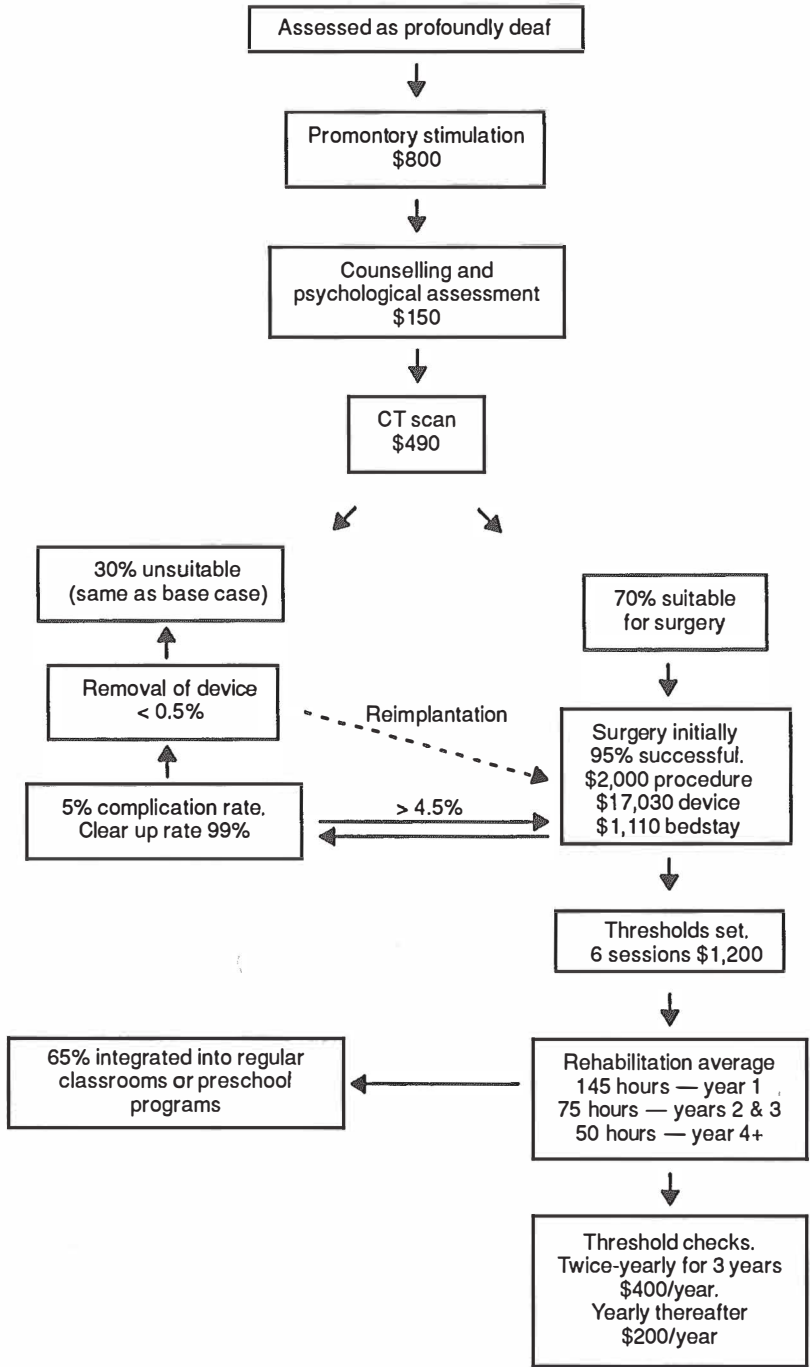 Assessed as profoundly deaf
Promontory stimulation
$800
Counselling and
psychological assessment
$150
CT scan
$490
30% unsuitable
(same as base case)
70% suitable
for surgery
Removal of device
< 0.5%
Reimplantation
Surgery initially
95% successful.
$2,000 procedure
$17,030 device
$1,110 bedstay
5% complication rate.
Clear up rate 99%
> 4.5%
Thresholds set.
6 sessions $1,200
65% integrated into regular
classrooms or preschool
programs
Rehabilitation average
145 hours — year 1
75 hours — years 2 & 3
50 hours — year 4+
Threshold checks.
Twice-yearly for 3 years
$400/year.
Yearly thereafter
$200/year